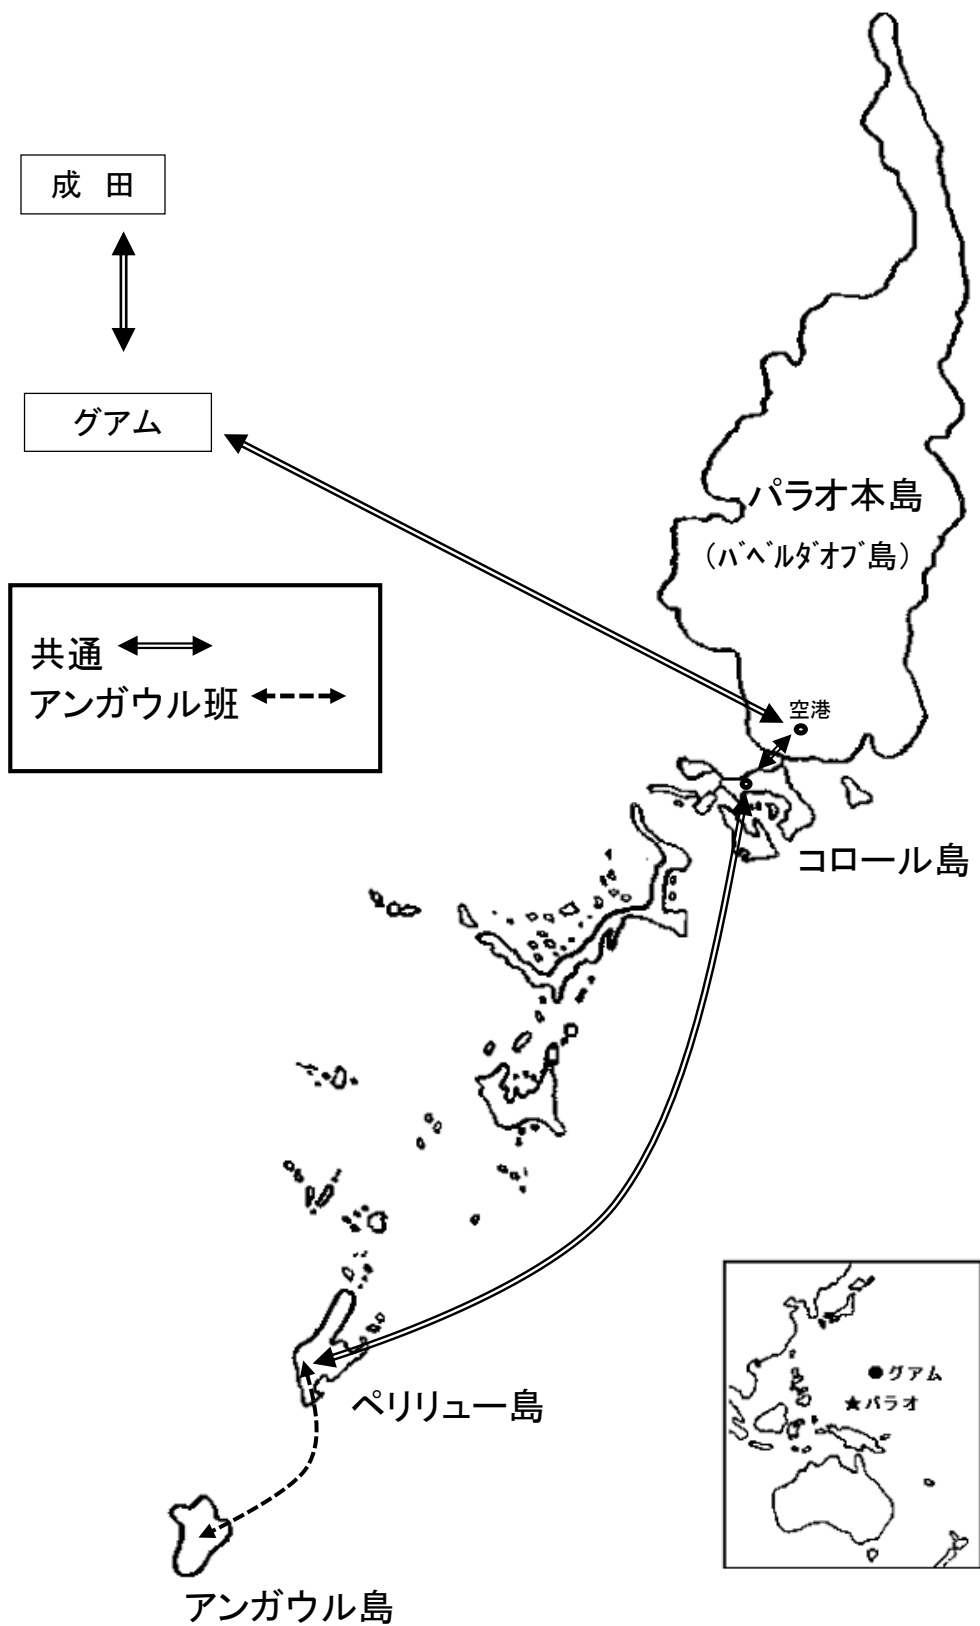 成 田
グアム
パラオ本島
(ﾊﾞﾍﾞﾙﾀﾞオﾌﾞ島)
共通
アンガウル班
空港
コロール島
グアム
★パラオ
ペリリュー島
アンガウル島